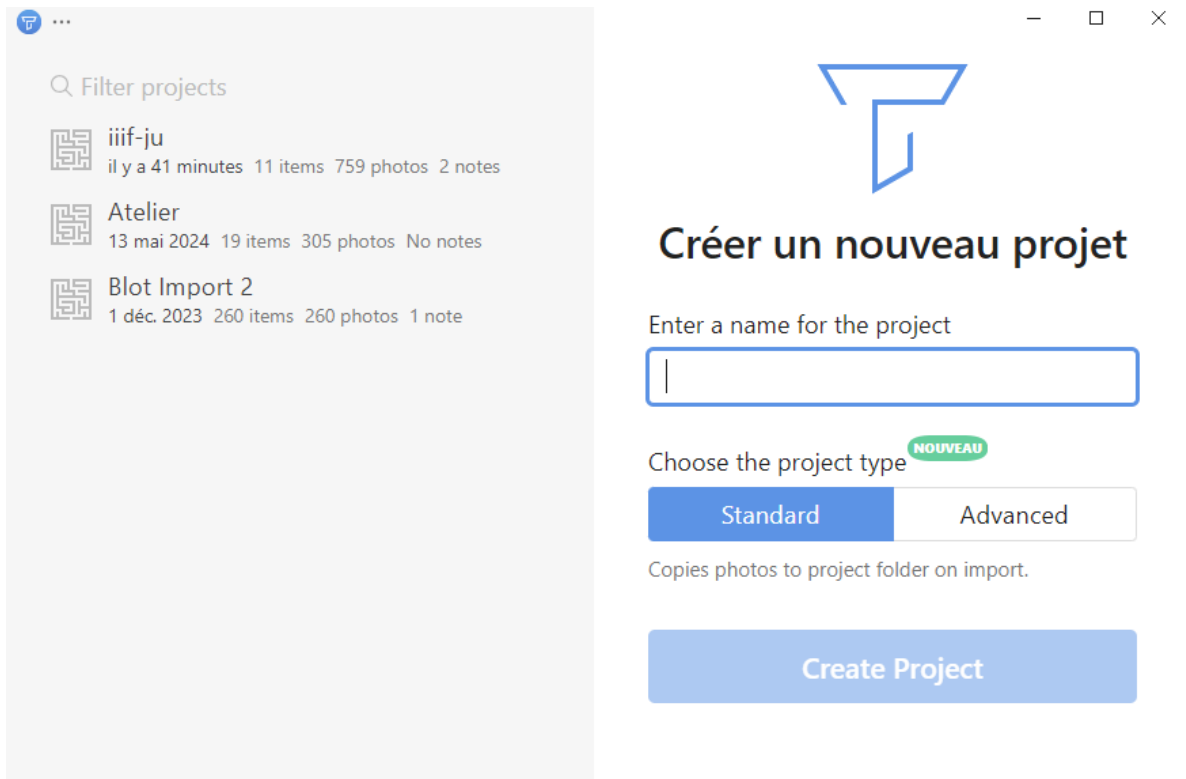 Filter projects
iiif-ju
il y a 41 minutes 11 items 759 photos 2 notes
Atelier
13 mai 2024 19 items 305 photos No notes
Blot Import 2
1 déc. 2023 260 items 260 photos 1 note
Créer un nouveau projet
Enter a name for the project
Choose the project type NOUVEAU
Standard Advanced
Copies photos to project folder on import.
Create Project